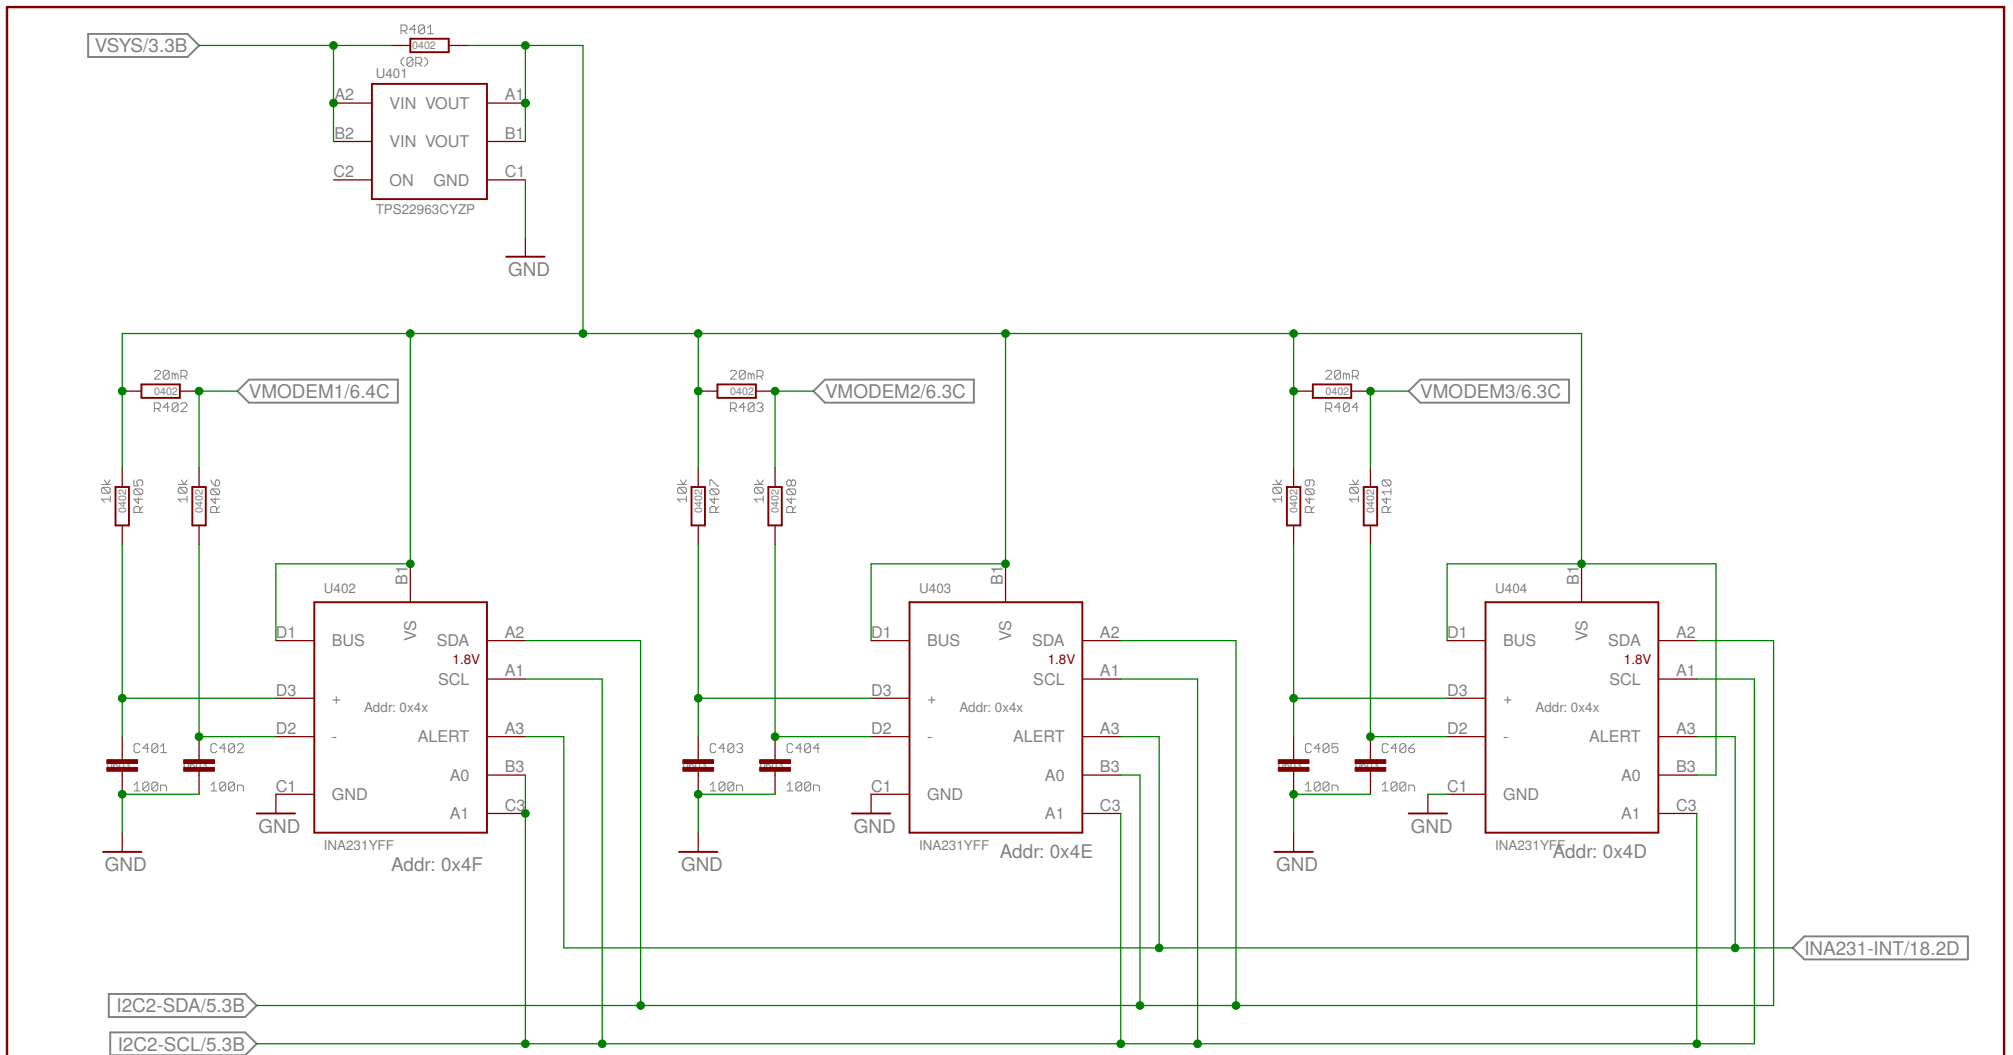 VSYS/3.3B
R401
0402
(0R)
U401
A2 VIN VOUT A1
B2 VIN VOUT B1
C2 ON GND C1
TPS22963CYZP
GND
20mR
0402
R402
VMODEM1/6.4C
20mR
0402
R403
VMODEM2/6.3C
20mR
0402
R404
VMODEM3/6.3C
10k
0402
R405
10k
0402
R406
10k
0402
R407
10k
0402
R408
10k
0402
R409
10k
0402
R410
U402
B1
VS
D1 BUS SDA A2
1.8V
SCL A1
D3 +
Addr: 0x4x
D2 - ALERT A3
A0 B3
C1 GND
A1 C3
GND
INA231YFF
Addr: 0x4F
C401
100n
C402
100n
GND
U403
B1
VS
D1 BUS SDA A2
1.8V
SCL A1
D3 +
Addr: 0x4x
D2 - ALERT A3
A0 B3
C1 GND
A1 C3
GND
INA231YFF
Addr: 0x4E
C403
100n
C404
100n
GND
U404
B1
VS
D1 BUS SDA A2
1.8V
SCL A1
D3 +
Addr: 0x4x
D2 - ALERT A3
A0 B3
C1 GND
A1 C3
GND
INA231YFF
Addr: 0x4D
C405
100n
C406
100n
GND
INA231-INT/18.2D
I2C2-SDA/5.3B
I2C2-SCL/5.3B